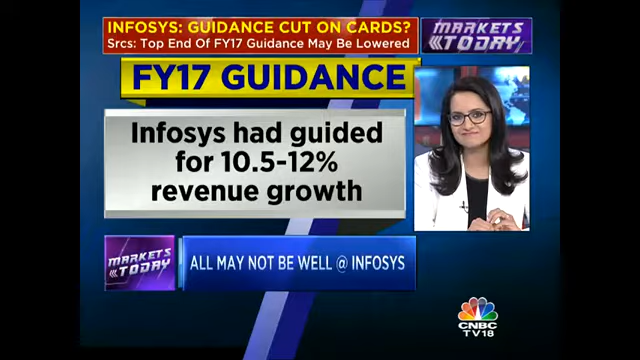 INFOSYS: GUIDANCE CUT ON CARDS?
Srcs: Top End Of FY17 Guidance May Be Lowered
MARKETS
TODAY
FY17 GUIDANCE
Infosys had guided
for 10.5-12%
revenue growth
MARKETS
TODAY
ALL MAY NOT BE WELL @ INFOSYS
CNBC
TV18